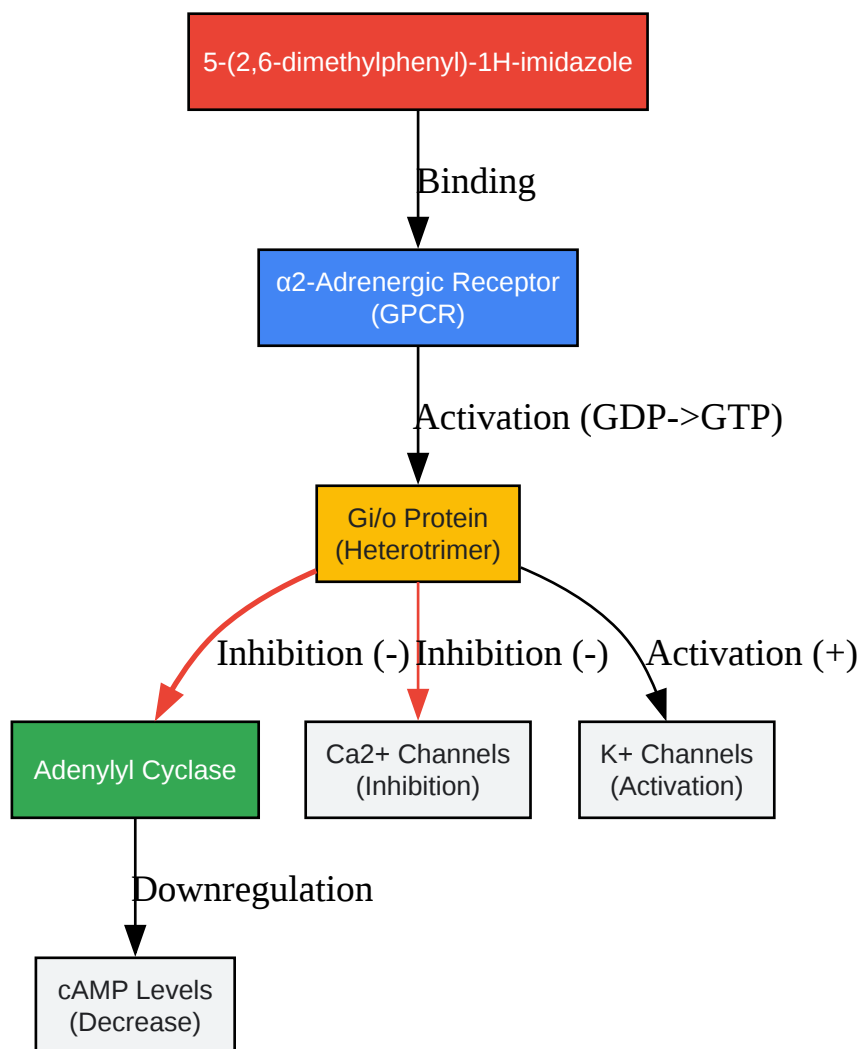 5-(2,6-dimethylphenyl)-1H-imidazole
Binding
α2-Adrenergic Receptor
(GPCR)
Activation (GDP->GTP)
Gi/o Protein
(Heterotrimer)
Inhibition (-)
Inhibition (-)
Activation (+)
Adenylyl Cyclase
Ca2+ Channels
(Inhibition)
K+ Channels
(Activation)
Downregulation
cAMP Levels
(Decrease)